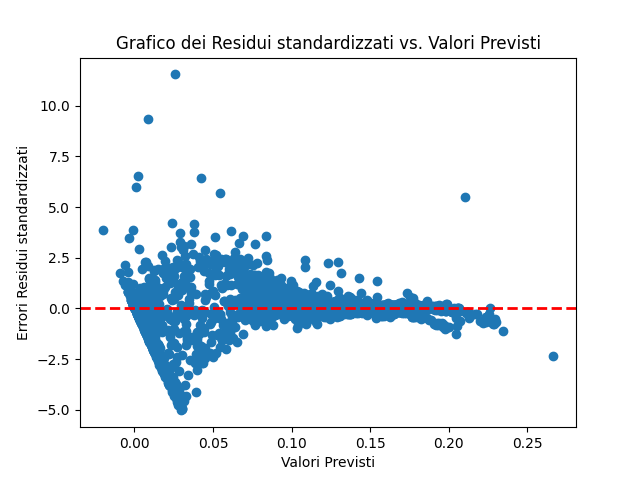 Grafico dei Residui standardizzati vs. Valori Previsti
Errori Residui standardizzati
10.0
7.5
5.0
2.5
0.0
−2.5
−5.0
0.00 0.05 0.10 0.15 0.20 0.25
Valori Previsti